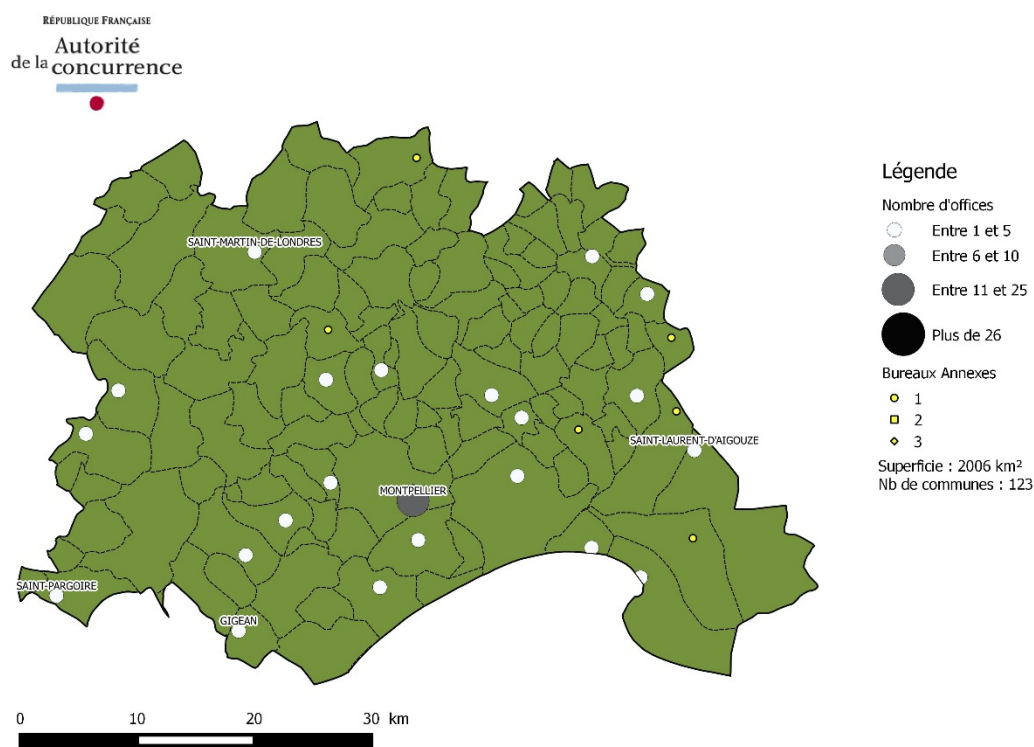 RÉPUBLIQUE FRANÇAISE
Autorité
de la concurrence
Légende
Nombre d'offices
Entre 1 et 5
Entre 6 et 10
Entre 11 et 25
Plus de 26
Bureaux Annexes
1
2
3
Superficie : 2006 km²
Nb de communes : 123
SAINT-MARTIN-DE-LONDRES
SAINT-LAURENT-D'AIGOUZE
MONTPELLIER
SAINT-PARGOIRE
GIGEAN
0 10 20 30 km